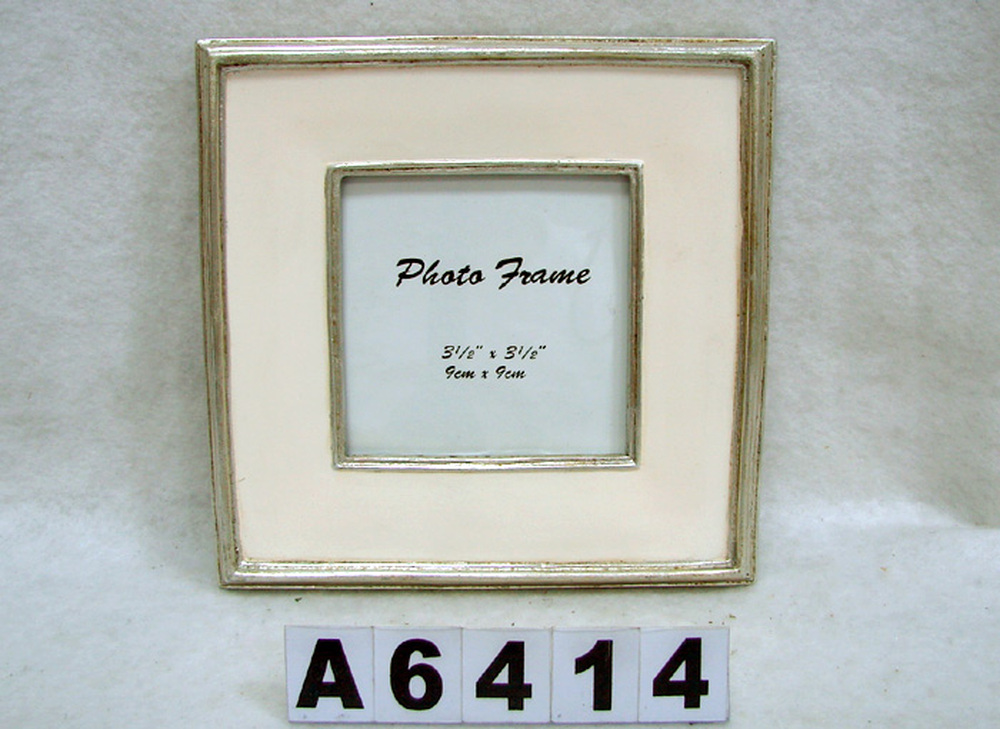 Photo Frame
3½" x 3½"
9cm x 9cm
A6414